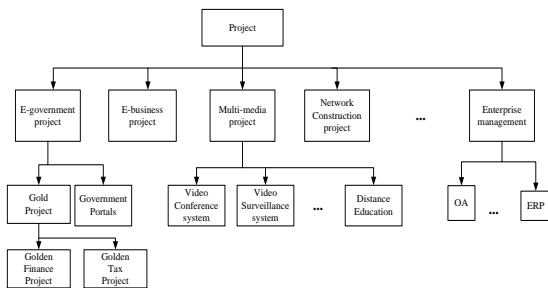 Project
E-government
project
E-business
project
Multi-media
project
Network
Construction
project
...
Enterprise
management
Gold
Project
Government
Portals
Video
Conference
system
Video
Surveillance
system
...
Distance
Education
OA
...
ERP
Golden
Finance
Project
Golden
Tax
Project